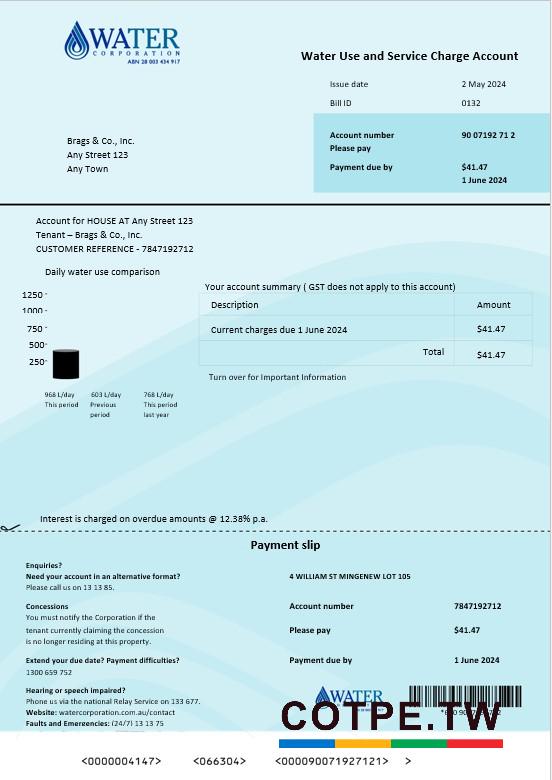 WATER
CORPORATION
ABN 28 003 434 917
Water Use and Service Charge Account
Issue date 2 May 2024
Bill ID 0132
Account number 90 07192 71 2
Please pay
Payment due by $41.47
1 June 2024
Brags & Co., Inc.
Any Street 123
Any Town
Account for HOUSE AT Any Street 123
Tenant – Brags & Co., Inc.
CUSTOMER REFERENCE - 7847192712
Daily water use comparison
1250
1000
750
500
250
968 L/day 603 L/day 768 L/day
This period Previous This period
period last year
Your account summary ( GST does not apply to this account)
Description Amount
Current charges due 1 June 2024 $41.47
Total $41.47
Turn over for Important Information
Interest is charged on overdue amounts @ 12.38% p.a.
Payment slip
Enquiries?
Need your account in an alternative format?
Please call us on 13 13 85.
Concessions
You must notify the Corporation if the
tenant currently claiming the concession
is no longer residing at this property.
Extend your due date? Payment difficulties?
1300 659 752
Hearing or speech impaired?
Phone us via the national Relay Service on 133 677.
Website: watercorporation.com.au/contact
Faults and Emergencies: (24/7) 13 13 75
4 WILLIAM ST MINGENEW LOT 105
Account number 7847192712
Please pay $41.47
Payment due by 1 June 2024
WATER
COTPE.TW
<0000004147> <066304> <000090071927121> >